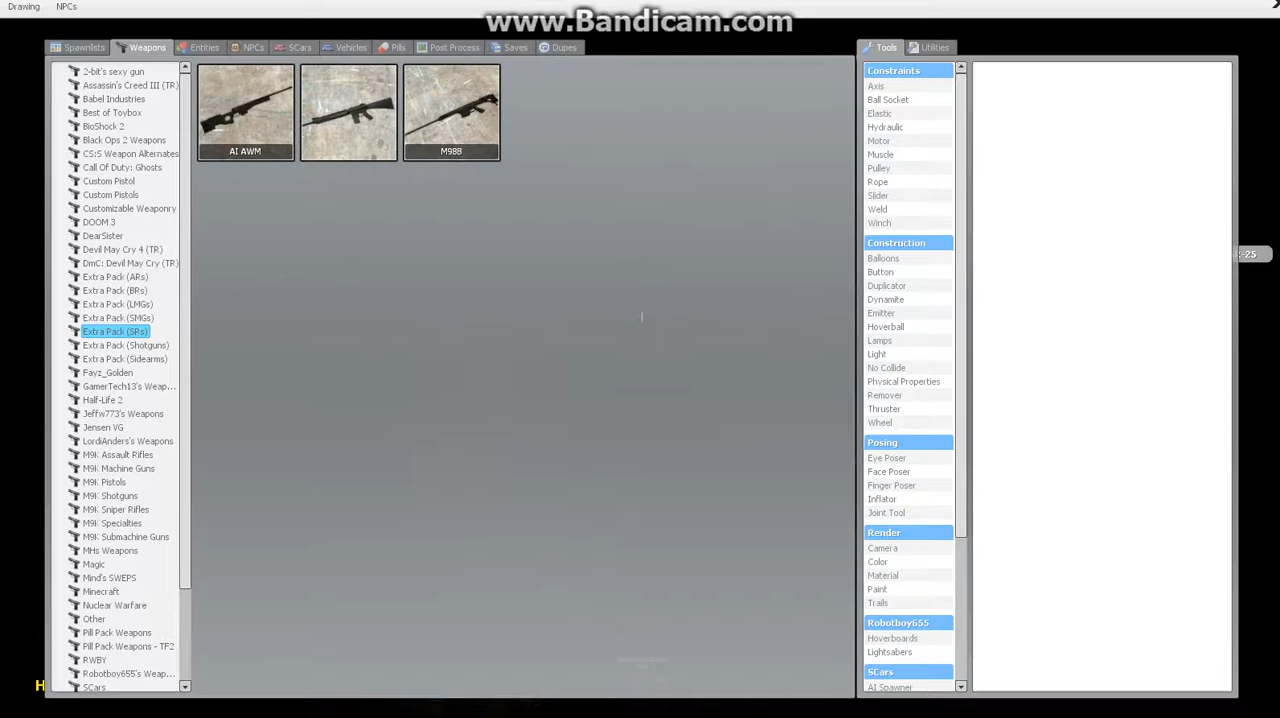 Drawing NPCs
www.Bandicam.com
Spawnlists Weapons Entities NPCs SCars Vehicles Pills Post Process Saves Dupes
Tools Utilities
2-bit's sexy gun
Assassin's Creed III (TR)
Babel Industries
Best of Toybox
BioShock 2
Black Ops 2 Weapons
CS:S Weapon Alternates
Call Of Duty: Ghosts
Custom Pistol
Custom Pistols
Customizable Weaponry
DOOM 3
DearSister
Devil May Cry 4 (TR)
DmC: Devil May Cry (TR)
Extra Pack (ARs)
Extra Pack (BRs)
Extra Pack (LMGs)
Extra Pack (SMGs)
Extra Pack (SRs)
Extra Pack (Shotguns)
Extra Pack (Sidearms)
Fayz_Golden
GamerTech13's Weap...
Half-Life 2
Jeffw773's Weapons
Jensen VG
LordiAnders's Weapons
M9K Assault Rifles
M9K Machine Guns
M9K Pistols
M9K Shotguns
M9K Sniper Rifles
M9K Specialties
M9K Submachine Guns
MHs Weapons
Magic
Mind's SWEPS
Minecraft
Nuclear Warfare
Other
Pill Pack Weapons
Pill Pack Weapons - TF2
RWBY
Robotboy655's Weap...
SCars
AI AWM
M98B
Constraints
Axis
Ball Socket
Elastic
Hydraulic
Motor
Muscle
Pulley
Rope
Slider
Weld
Winch
Construction
Balloons
Button
Duplicator
Dynamite
Emitter
Hoverball
Lamps
Light
No Collide
Physical Properties
Remover
Thruster
Wheel
Posing
Eye Poser
Face Poser
Finger Poser
Inflator
Joint Tool
Render
Camera
Color
Material
Paint
Trails
Robotboy655
Hoverboards
Lightsabers
SCars
AI Spawner
R-25
H